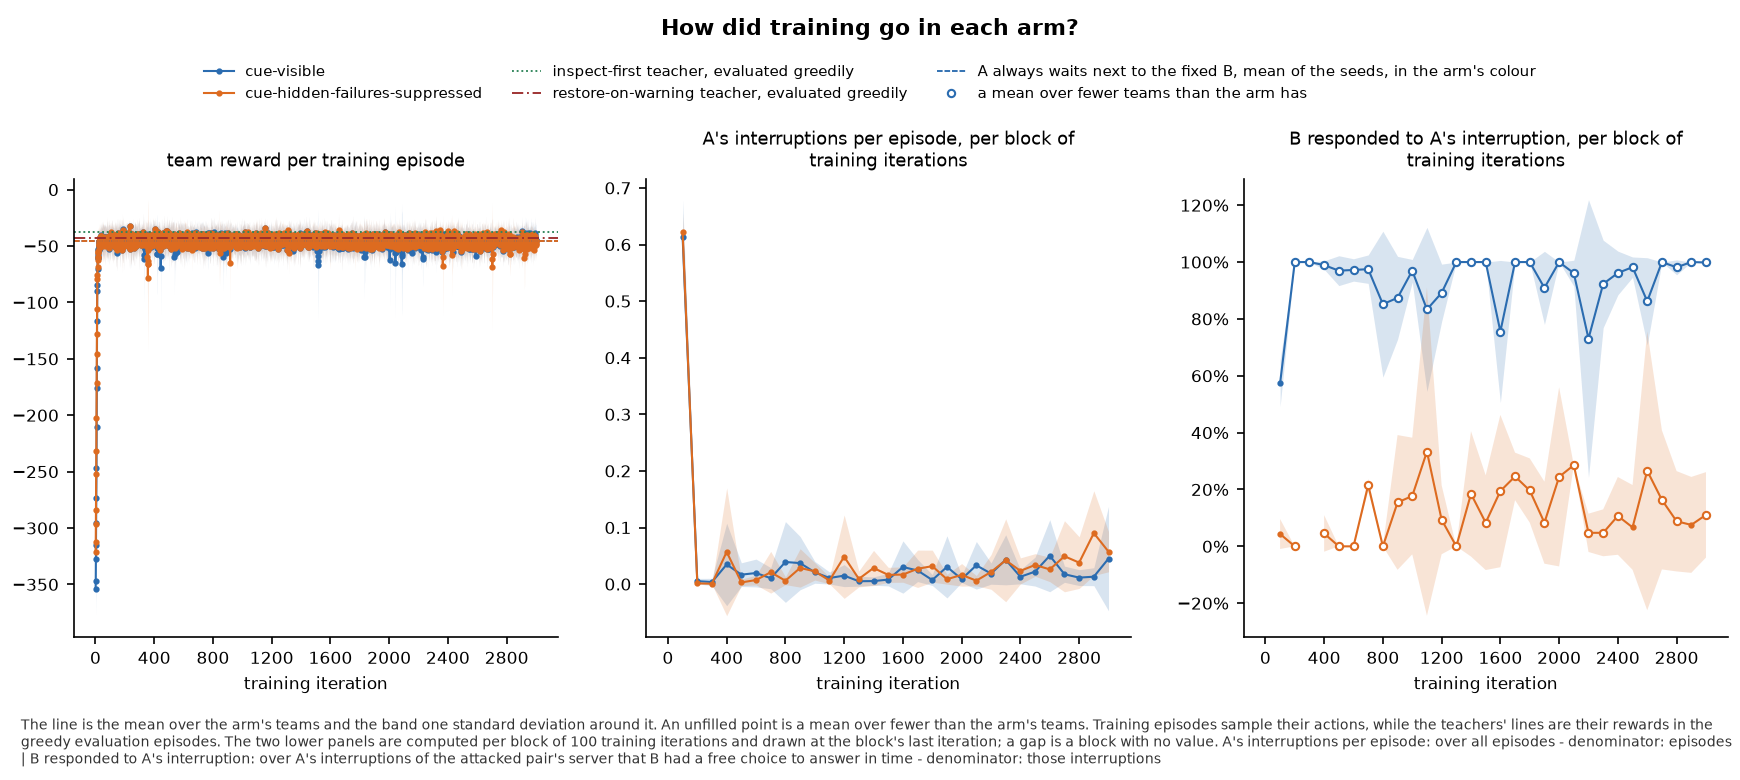 How did training go in each arm?
cue-visible
cue-hidden-failures-suppressed
inspect-first teacher, evaluated greedily
restore-on-warning teacher, evaluated greedily
A always waits next to the fixed B, mean of the seeds, in the arm's colour
a mean over fewer teams than the arm has
team reward per training episode
0
−50
−100
−150
−200
−250
−300
−350
0 400 800 1200 1600 2000 2400 2800
training iteration
A's interruptions per episode, per block of
training iterations
0.7
0.6
0.5
0.4
0.3
0.2
0.1
0.0
0 400 800 1200 1600 2000 2400 2800
training iteration
B responded to A's interruption, per block of
training iterations
120%
100%
80%
60%
40%
20%
0%
−20%
0 400 800 1200 1600 2000 2400 2800
training iteration
The line is the mean over the arm's teams and the band one standard deviation around it. An unfilled point is a mean over fewer than the arm's teams. Training episodes sample their actions, while the teachers' lines are their rewards in the
greedy evaluation episodes. The two lower panels are computed per block of 100 training iterations and drawn at the block's last iteration; a gap is a block with no value. A's interruptions per episode: over all episodes - denominator: episodes
| B responded to A's interruption: over A's interruptions of the attacked pair's server that B had a free choice to answer in time - denominator: those interruptions